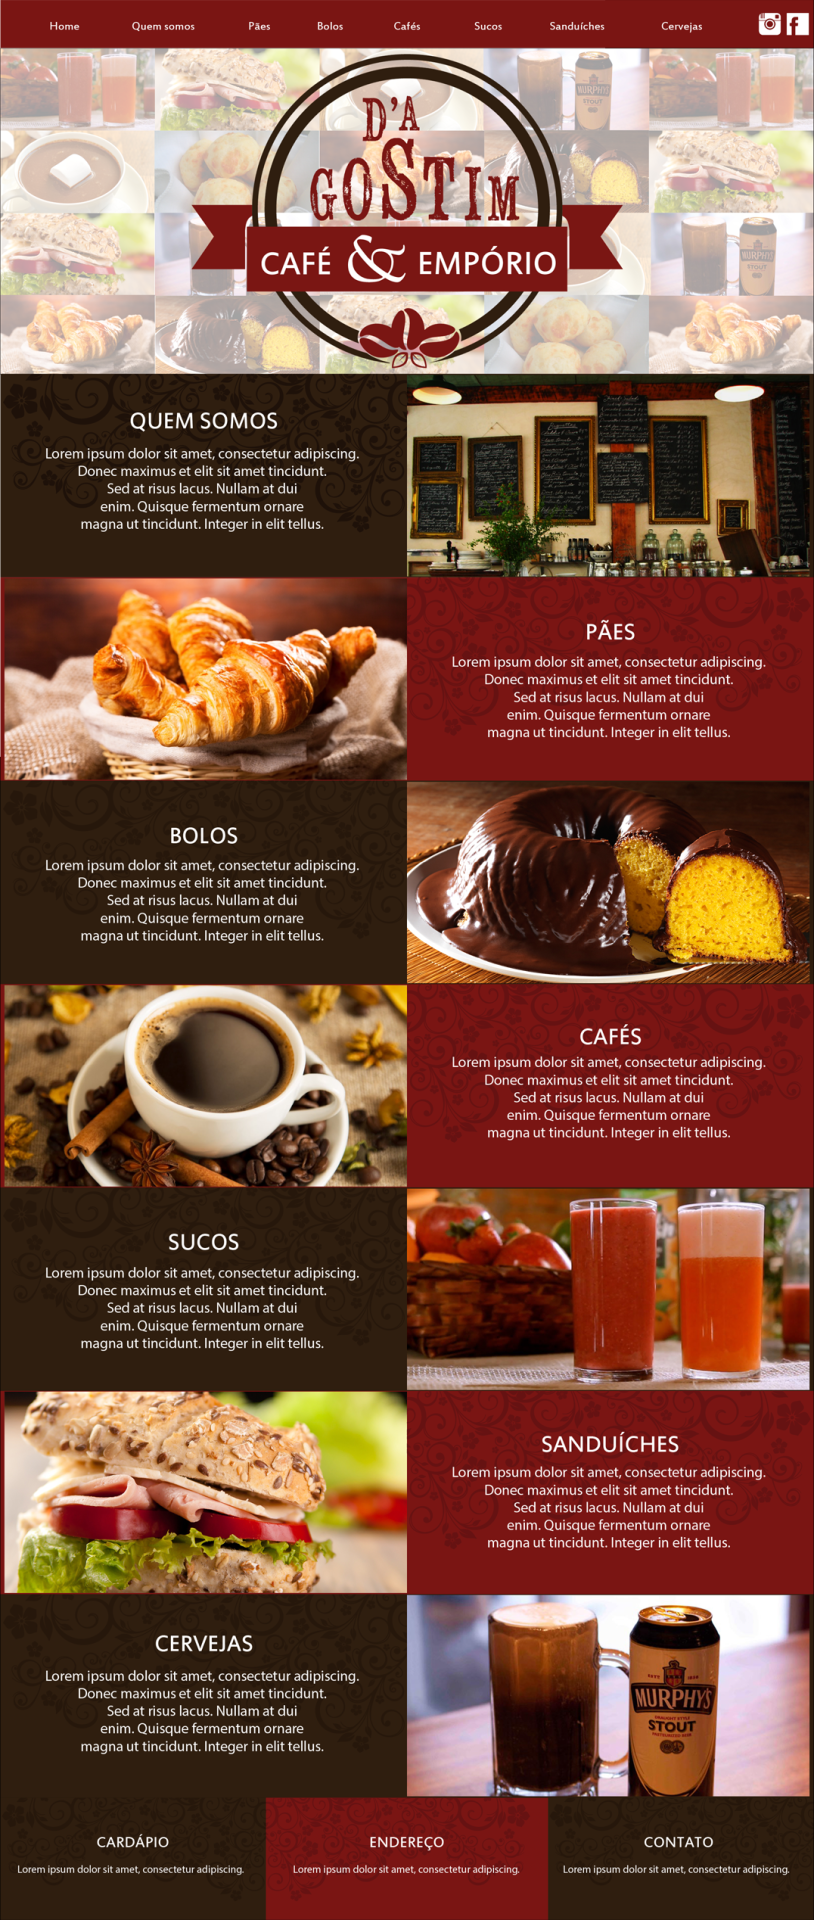 Home Quem somos Pães Bolos Cafés Sucos Sanduíches Cervejas
D'A
GOSTIM
CAFÉ & EMPÓRIO
QUEM SOMOS
Lorem ipsum dolor sit amet, consectetur adipiscing.
Donec maximus et elit sit amet tincidunt.
Sed at risus lacus. Nullam at dui
enim. Quisque fermentum ornare
magna ut tincidunt. Integer in elit tellus.
PÃES
Lorem ipsum dolor sit amet, consectetur adipiscing.
Donec maximus et elit sit amet tincidunt.
Sed at risus lacus. Nullam at dui
enim. Quisque fermentum ornare
magna ut tincidunt. Integer in elit tellus.
BOLOS
Lorem ipsum dolor sit amet, consectetur adipiscing.
Donec maximus et elit sit amet tincidunt.
Sed at risus lacus. Nullam at dui
enim. Quisque fermentum ornare
magna ut tincidunt. Integer in elit tellus.
CAFÉS
Lorem ipsum dolor sit amet, consectetur adipiscing.
Donec maximus et elit sit amet tincidunt.
Sed at risus lacus. Nullam at dui
enim. Quisque fermentum ornare
magna ut tincidunt. Integer in elit tellus.
SUCOS
Lorem ipsum dolor sit amet, consectetur adipiscing.
Donec maximus et elit sit amet tincidunt.
Sed at risus lacus. Nullam at dui
enim. Quisque fermentum ornare
magna ut tincidunt. Integer in elit tellus.
SANDUÍCHES
Lorem ipsum dolor sit amet, consectetur adipiscing.
Donec maximus et elit sit amet tincidunt.
Sed at risus lacus. Nullam at dui
enim. Quisque fermentum ornare
magna ut tincidunt. Integer in elit tellus.
CERVEJAS
Lorem ipsum dolor sit amet, consectetur adipiscing.
Donec maximus et elit sit amet tincidunt.
Sed at risus lacus. Nullam at dui
enim. Quisque fermentum ornare
magna ut tincidunt. Integer in elit tellus.
MURPHY'S
STOUT
CARDÁPIO
Lorem ipsum dolor sit amet, consectetur adipiscing.
ENDEREÇO
Lorem ipsum dolor sit amet, consectetur adipiscing.
CONTATO
Lorem ipsum dolor sit amet, consectetur adipiscing.